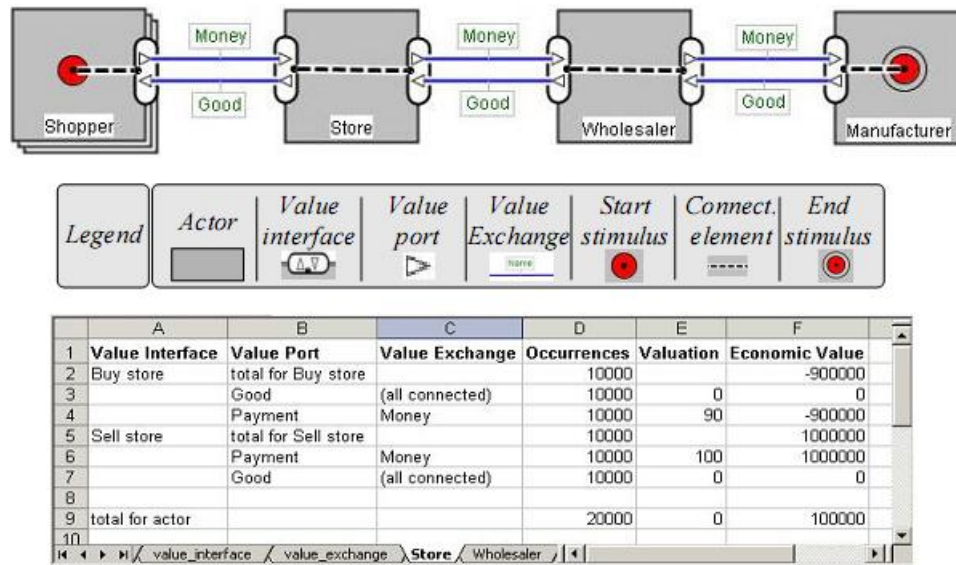 Money Money Money
Good Good Good
Shopper Store Wholesaler Manufacturer
Legend Actor Value interface Value port Value Exchange Start stimulus Connect. element End stimulus
Name
A B C D E F
1 Value Interface Value Port Value Exchange Occurrences Valuation Economic Value
2 Buy store total for Buy store 10000 -900000
3 Good (all connected) 10000 0 0
4 Payment Money 10000 90 -900000
5 Sell store total for Sell store 10000 1000000
6 Payment Money 10000 100 1000000
7 Good (all connected) 10000 0 0
8
9 total for actor 20000 0 100000
10
value_interface value_exchange Store Wholesaler